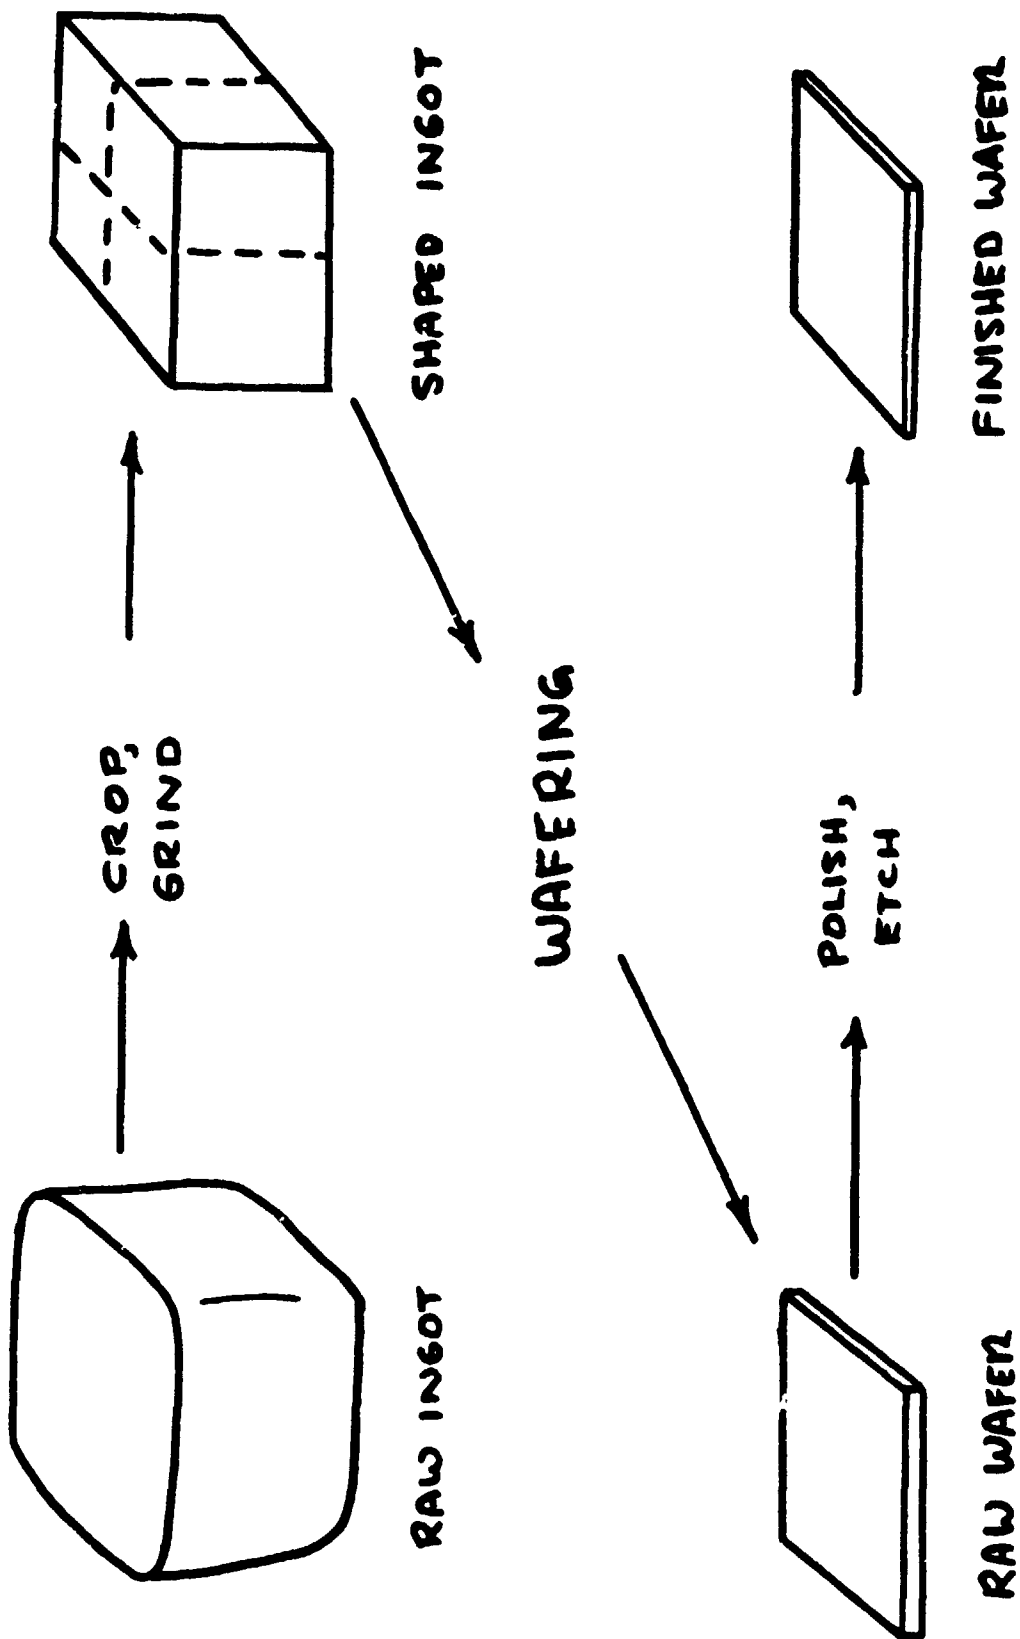 CROP,
GRIND
RAW INGOT
SHAPED INGOT
WAFERING
POLISH,
ETCH
RAW WAFER
FINISHED WAFER